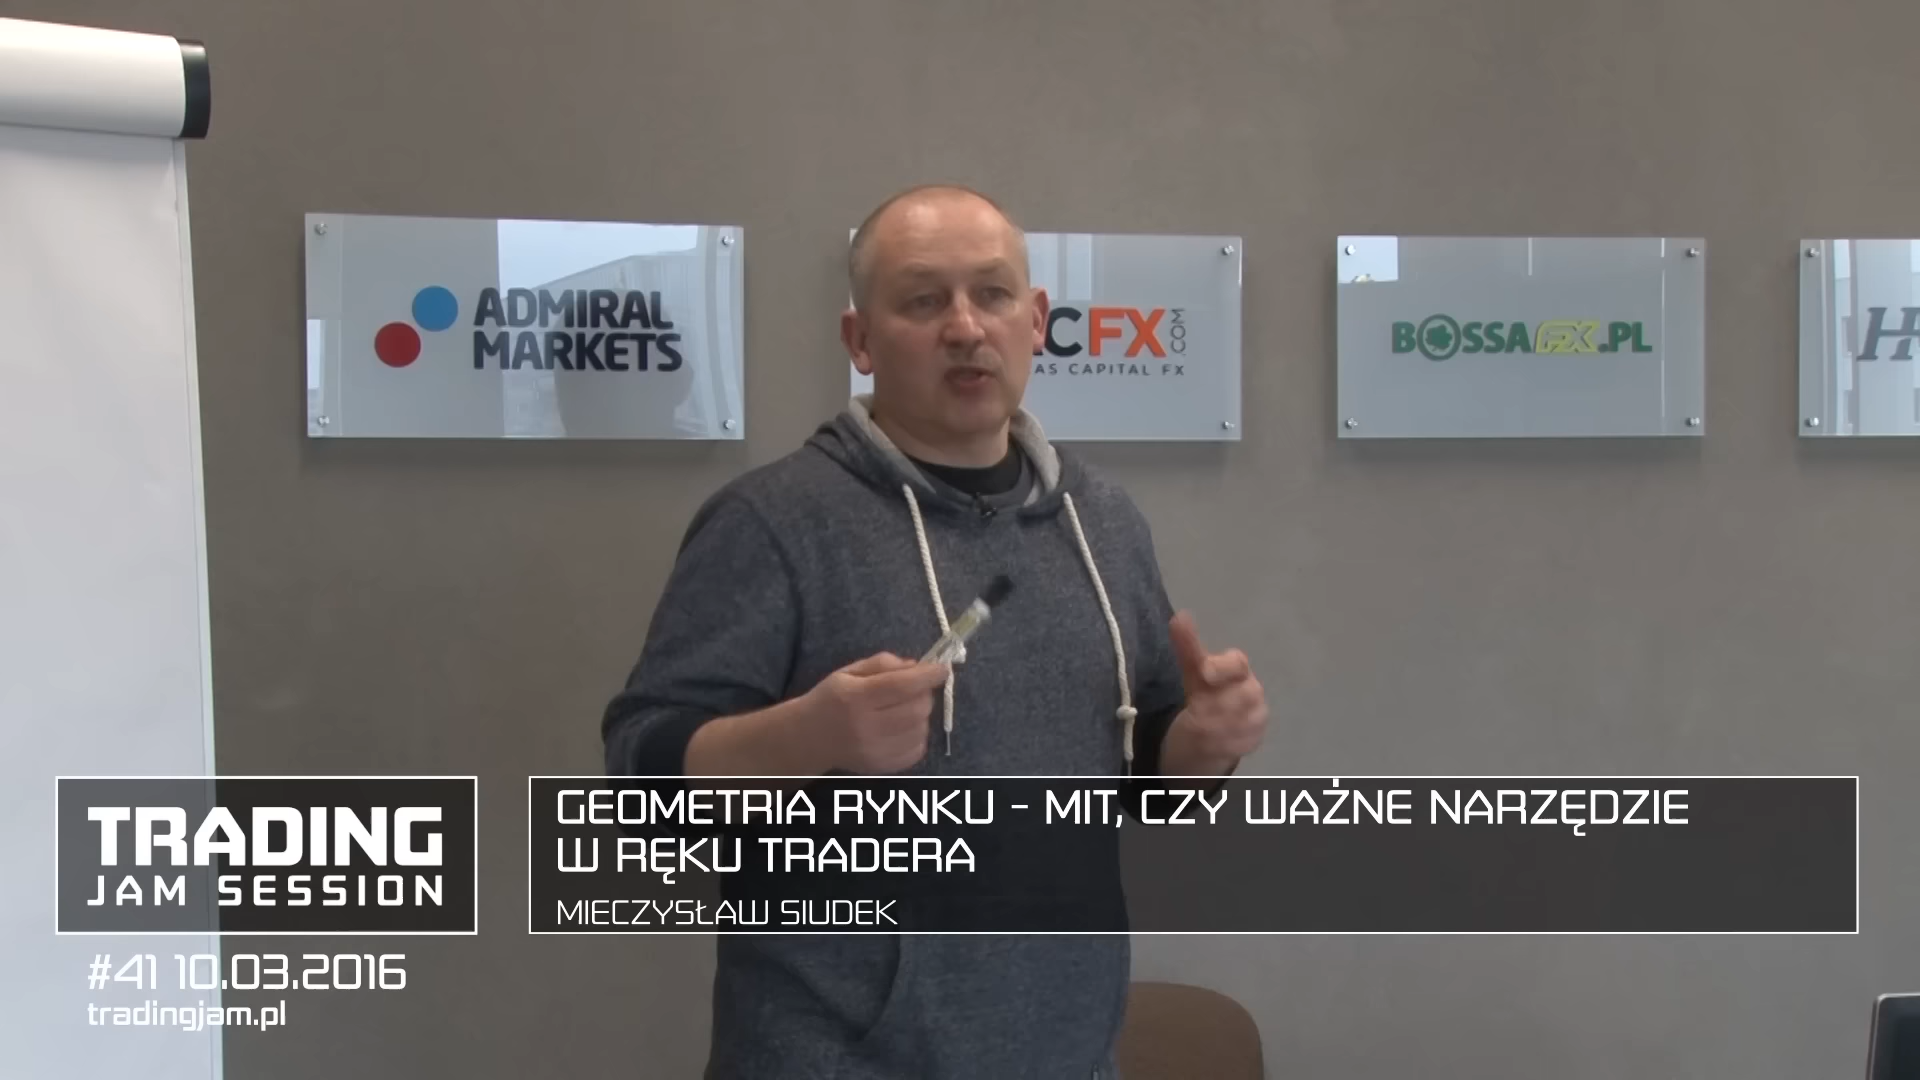 ADMIRAL
MARKETS
CFX
.COM
AS CAPITAL FX
BOSSAFX.PL
H
TRADING
JAM SESSION
GEOMETRIA RYNKU - MIT, CZY WAŻNE NARZĘDZIE
W RĘKU TRADERA
MIECZYSŁAW SIUDEK
#41 10.03.2016
tradingjam.pl